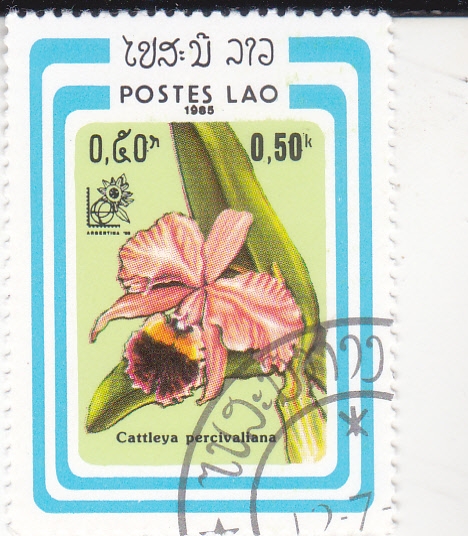 ໄປສະນີ ລາວ
POSTES LAO
1985
0,໕0ກ 0,50k
ARGENTINA '85
Cattleya percivaliana